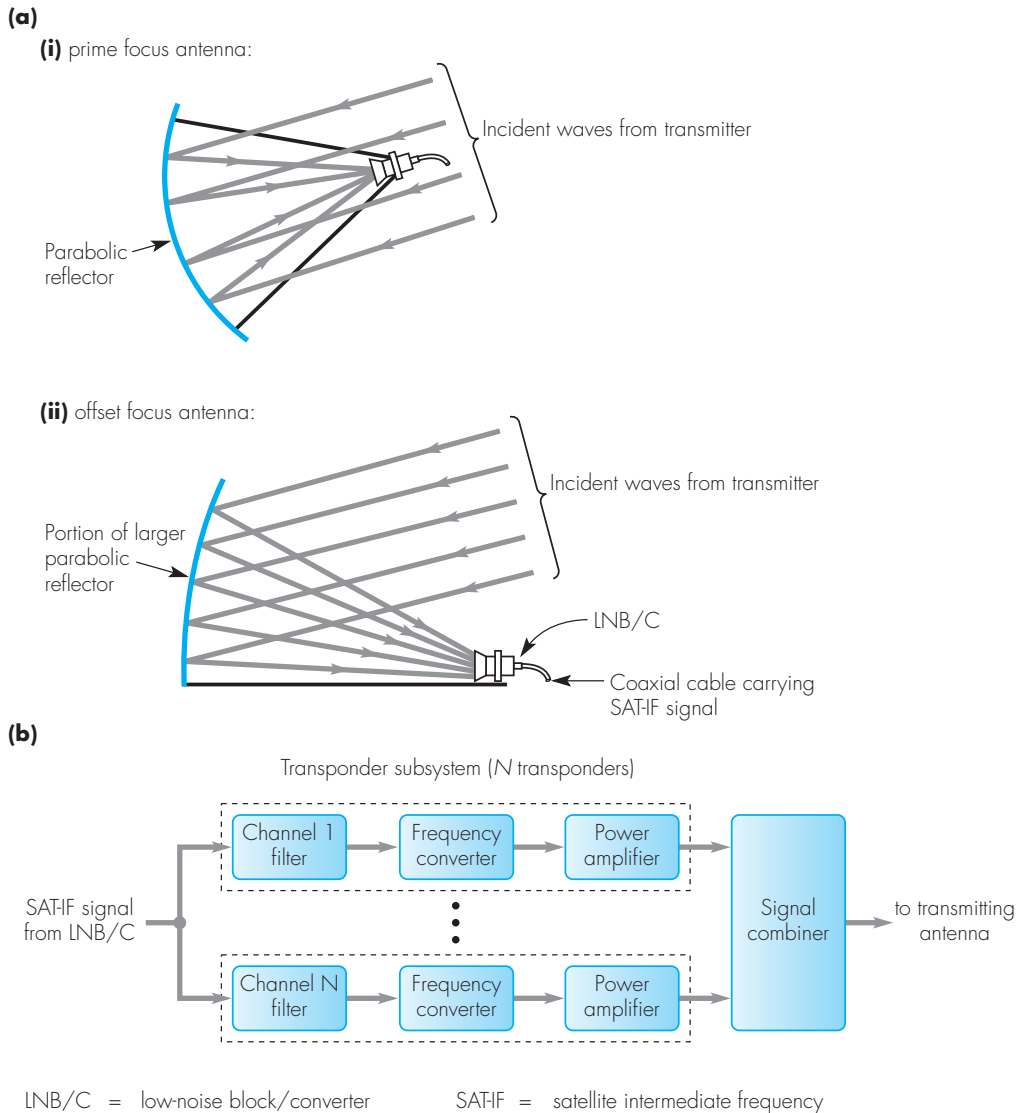 (a)
(i) prime focus antenna:
Incident waves from transmitter
Parabolic
reflector
(ii) offset focus antenna:
Incident waves from transmitter
Portion of larger
parabolic
reflector
LNB/C
Coaxial cable carrying
SAT-IF signal
(b)
Transponder subsystem (N transponders)
Channel 1
filter
Frequency
converter
Power
amplifier
SAT-IF signal
from LNB/C
Signal
combiner
to transmitting
antenna
Channel N
filter
Frequency
converter
Power
amplifier
LNB/C = low-noise block/converter SAT-IF = satellite intermediate frequency